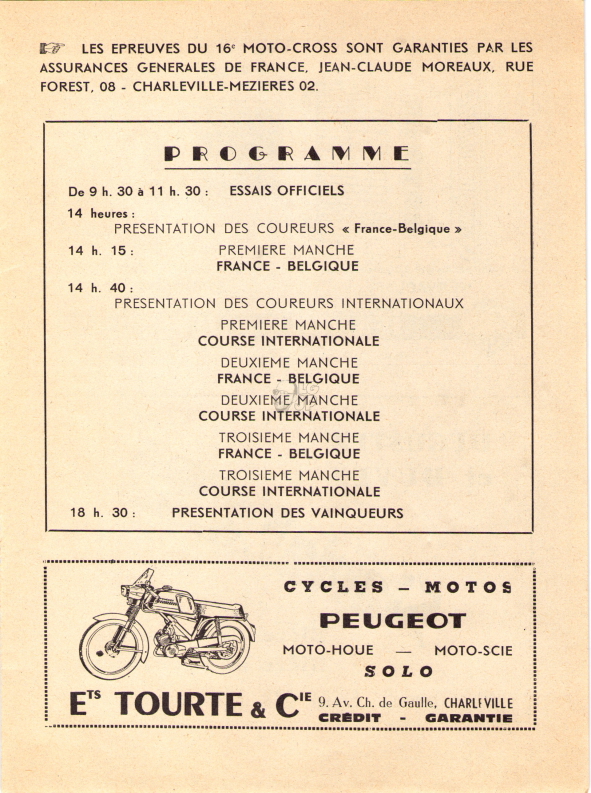 LES EPREUVES DU 16e MOTO-CROSS SONT GARANTIES PAR LES
ASSURANCES GENERALES DE FRANCE, JEAN-CLAUDE MOREAUX, RUE
FOREST, 08 - CHARLEVILLE-MEZIERES 02.
PROGRAMME
De 9 h. 30 à 11 h. 30 : ESSAIS OFFICIELS
14 heures :
PRESENTATION DES COUREURS « France-Belgique »
14 h. 15 : PREMIERE MANCHE
FRANCE - BELGIQUE
14 h. 40 :
PRESENTATION DES COUREURS INTERNATIONAUX
PREMIERE MANCHE
COURSE INTERNATIONALE
DEUXIEME MANCHE
FRANCE - BELGIQUE
DEUXIEME MANCHE
COURSE INTERNATIONALE
TROISIEME MANCHE
FRANCE - BELGIQUE
TROISIEME MANCHE
COURSE INTERNATIONALE
18 h. 30 : PRESENTATION DES VAINQUEURS
CYCLES – MOTOS
PEUGEOT
MOTO-HOUE — MOTO-SCIE
SOLO
Ets TOURTE & Cie 9. Av. Ch. de Gaulle, CHARLEVILLE
CRÉDIT - GARANTIE